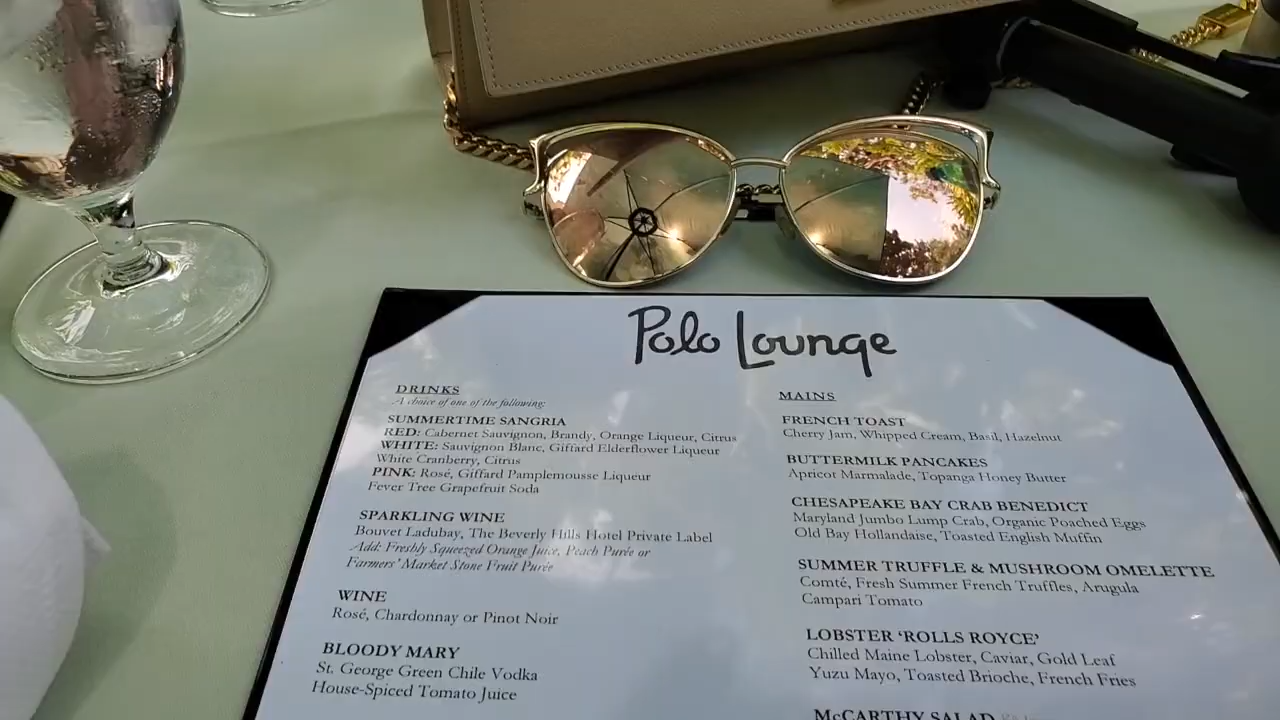 Polo Lounge
DRINKS
A choice of one of the following:
SUMMERTIME SANGRIA
RED: Cabernet Sauvignon, Brandy, Orange Liqueur, Citrus
WHITE: Sauvignon Blanc, Giffard Elderflower Liqueur
White Cranberry, Citrus
PINK: Rosé, Giffard Pamplemousse Liqueur
Fever Tree Grapefruit Soda
SPARKLING WINE
Bouvet Ladubay, The Beverly Hills Hotel Private Label
Add: Freshly Squeezed Orange Juice, Peach Purée or
Farmers' Market Stone Fruit Purée
WINE
Rosé, Chardonnay or Pinot Noir
BLOODY MARY
St. George Green Chile Vodka
House-Spiced Tomato Juice
MAINS
FRENCH TOAST
Cherry Jam, Whipped Cream, Basil, Hazelnut
BUTTERMILK PANCAKES
Apricot Marmalade, Topanga Honey Butter
CHESAPEAKE BAY CRAB BENEDICT
Maryland Jumbo Lump Crab, Organic Poached Eggs
Old Bay Hollandaise, Toasted English Muffin
SUMMER TRUFFLE & MUSHROOM OMELETTE
Comté, Fresh Summer French Truffles, Arugula
Campari Tomato
LOBSTER ‘ROLLS ROYCE’
Chilled Maine Lobster, Caviar, Gold Leaf
Yuzu Mayo, Toasted Brioche, French Fries
McCARTHY SALAD